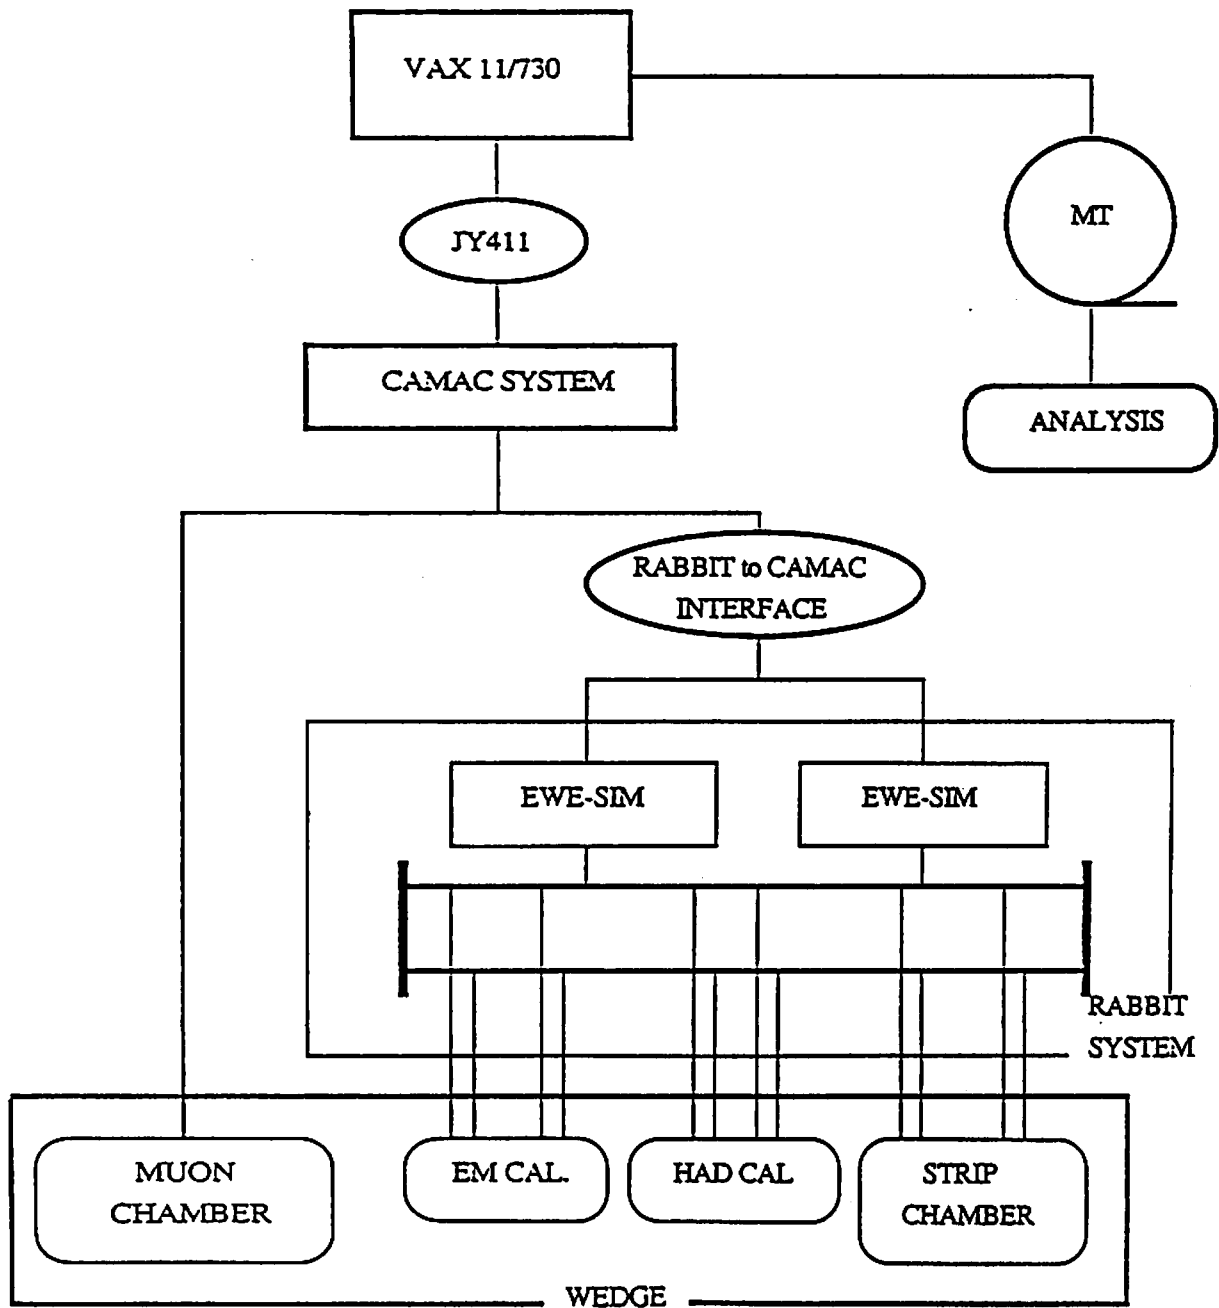 VAX 11/730
MT
JY411
CAMAC SYSTEM
ANALYSIS
RABBIT to CAMAC
INTERFACE
EWE-SIM
EWE-SIM
RABBIT
SYSTEM
MUON
CHAMBER
EM CAL.
HAD CAL
STRIP
CHAMBER
WEDGE